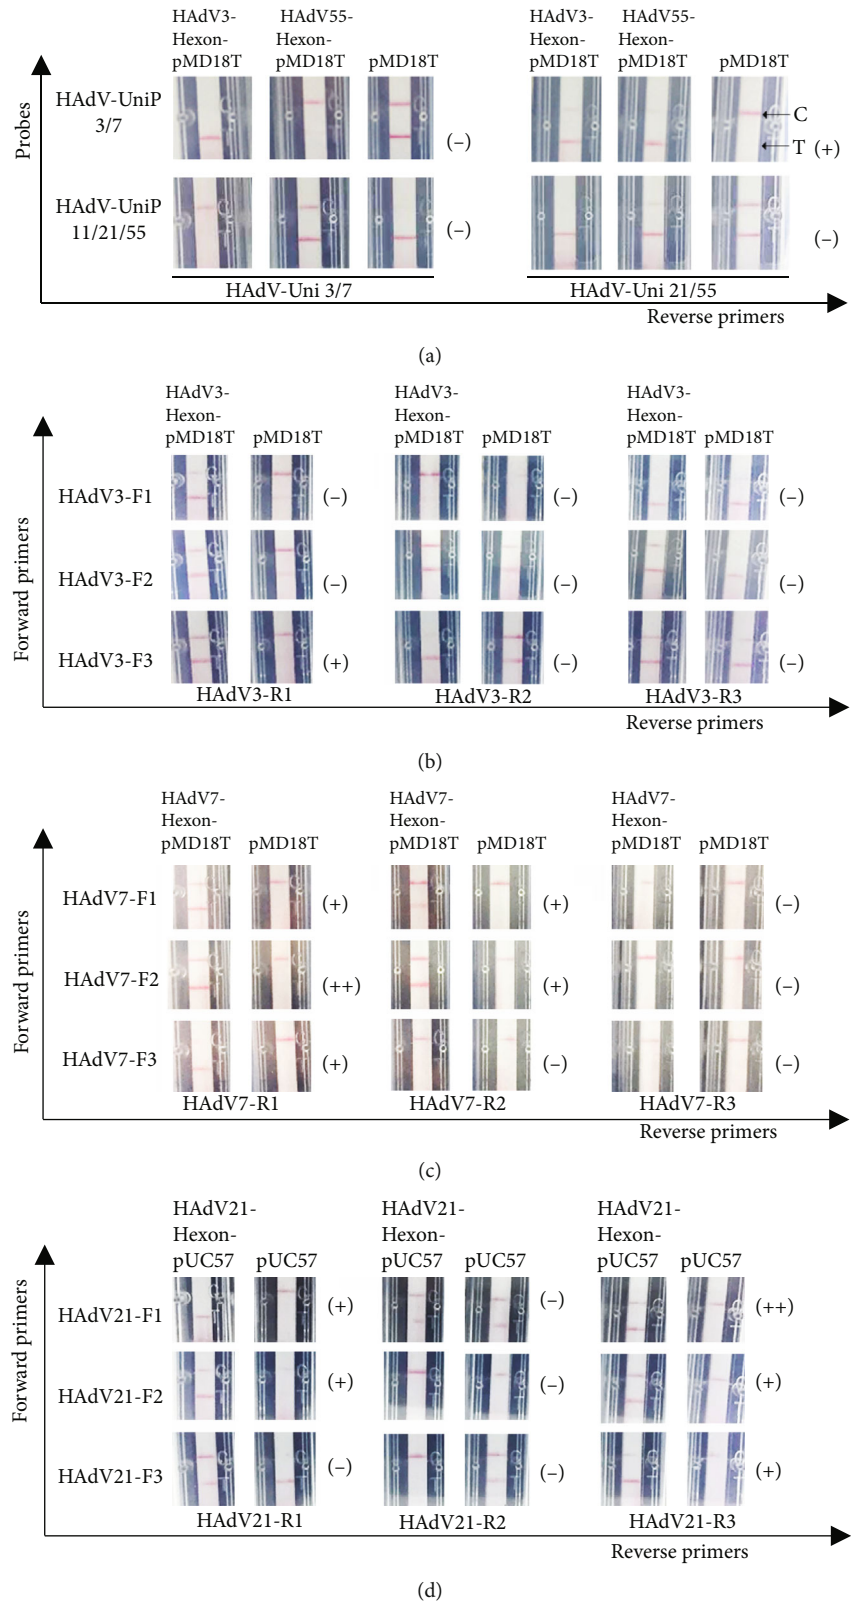 HAdV3-
Hexon-
pMD18T
HAdV55-
Hexon-
pMD18T
pMD18T
HAdV3-
Hexon-
pMD18T
HAdV55-
Hexon-
pMD18T
pMD18T
Probes
HAdV-UniP
3/7
(–)
C
T
(+)
HAdV-UniP
11/21/55
(–)
(–)
HAdV-Uni 3/7
HAdV-Uni 21/55
Reverse primers
(a)
HAdV3-
Hexon-
pMD18T
pMD18T
HAdV3-
Hexon-
pMD18T
pMD18T
HAdV3-
Hexon-
pMD18T
pMD18T
Forward primers
HAdV3-F1
(–)
(–)
(–)
HAdV3-F2
(–)
(–)
(–)
HAdV3-F3
(+)
(–)
(–)
HAdV3-R1
HAdV3-R2
HAdV3-R3
Reverse primers
(b)
HAdV7-
Hexon-
pMD18T
pMD18T
HAdV7-
Hexon-
pMD18T
pMD18T
HAdV7-
Hexon-
pMD18T
pMD18T
Forward primers
HAdV7-F1
(+)
(+)
(–)
HAdV7-F2
(++)
(+)
(–)
HAdV7-F3
(+)
(–)
(–)
HAdV7-R1
HAdV7-R2
HAdV7-R3
Reverse primers
(c)
HAdV21-
Hexon-
pUC57
pUC57
HAdV21-
Hexon-
pUC57
pUC57
HAdV21-
Hexon-
pUC57
pUC57
Forward primers
HAdV21-F1
(+)
(–)
(++)
HAdV21-F2
(+)
(–)
(+)
HAdV21-F3
(–)
(–)
(+)
HAdV21-R1
HAdV21-R2
HAdV21-R3
Reverse primers
(d)